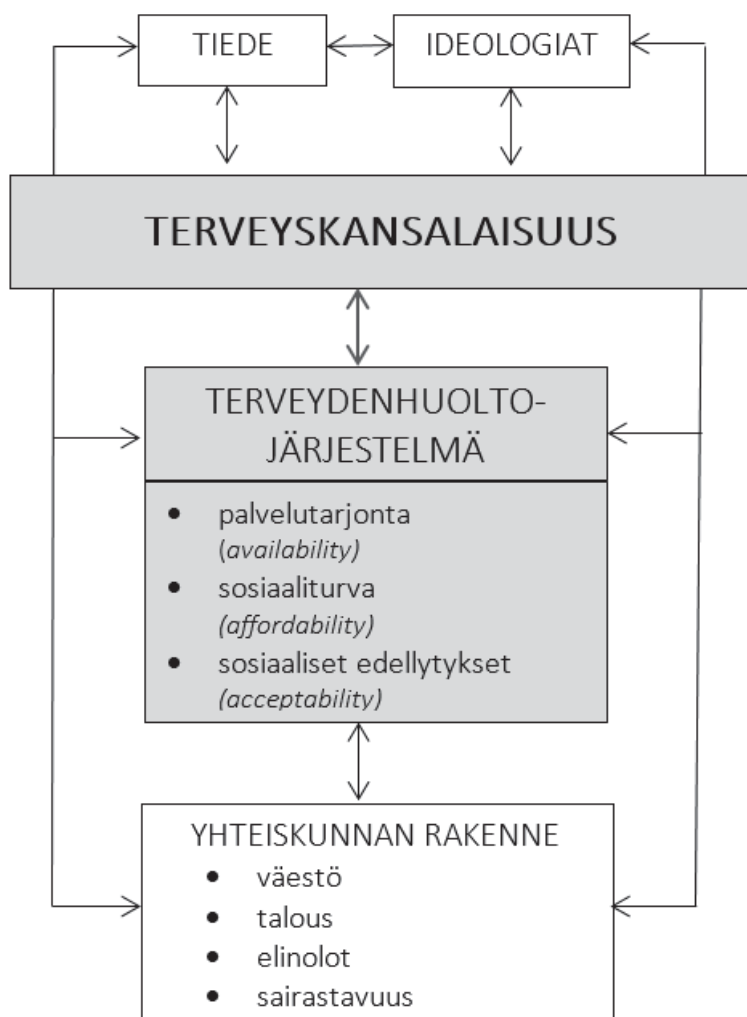 TIEDE
IDEOLOGIAT
TERVEYSKANSALAISUUS
TERVEYDENHUOLTO-
JÄRJESTELMÄ
• palvelutarjonta
(availability)
• sosiaaliturva
(affordability)
• sosiaaliset edellytykset
(acceptability)
YHTEISKUNNAN RAKENNE
• väestö
• talous
• elinolot
• sairastavuus